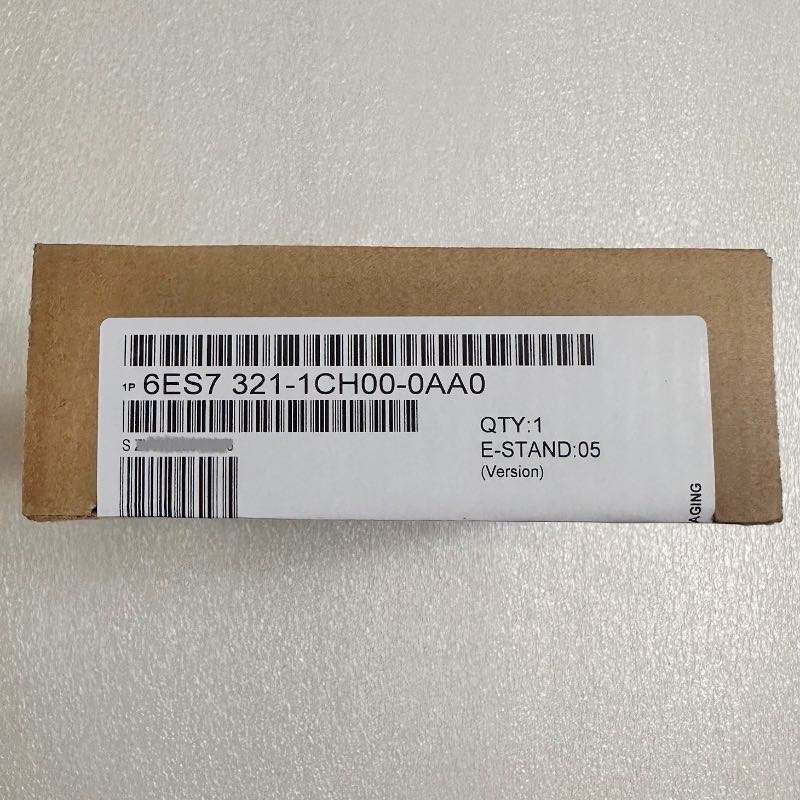 1P 6ES7 321-1CH00-0AA0
QTY:1
S
E-STAND:05
(Version)